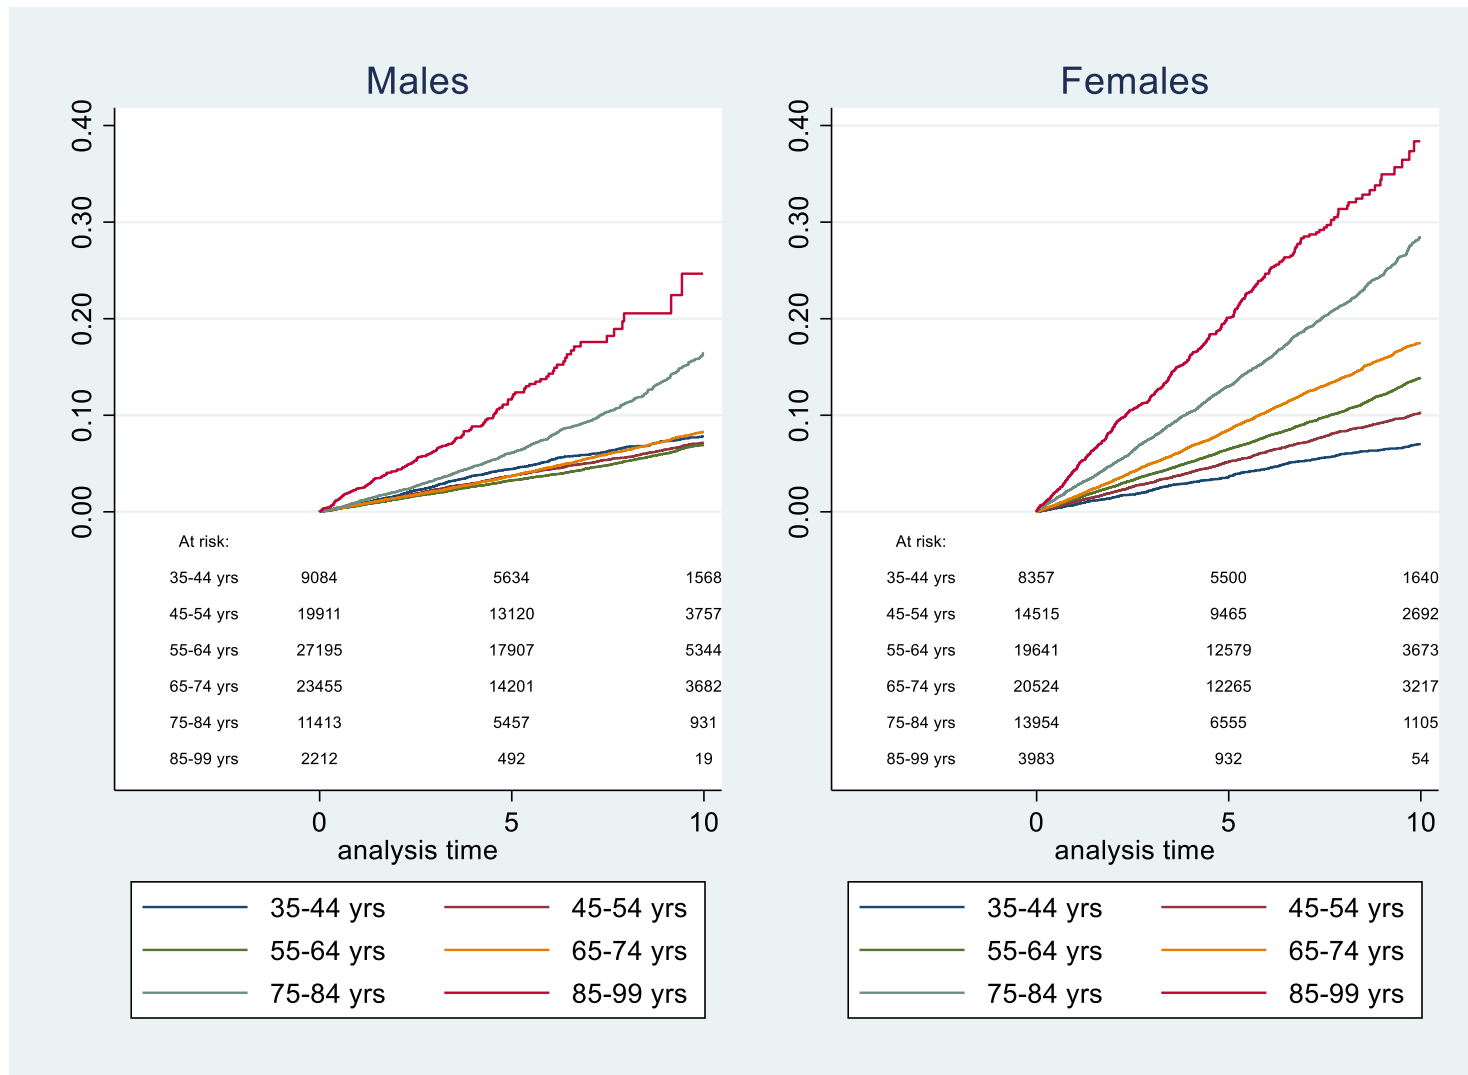 Males
0.40
0.30
0.20
0.10
0.00
At risk:
35-44 yrs 9084 5634 1568
45-54 yrs 19911 13120 3757
55-64 yrs 27195 17907 5344
65-74 yrs 23455 14201 3682
75-84 yrs 11413 5457 931
85-99 yrs 2212 492 19
0 5 10
analysis time
35-44 yrs 45-54 yrs
55-64 yrs 65-74 yrs
75-84 yrs 85-99 yrs
Females
0.40
0.30
0.20
0.10
0.00
At risk:
35-44 yrs 8357 5500 1640
45-54 yrs 14515 9465 2692
55-64 yrs 19641 12579 3673
65-74 yrs 20524 12265 3217
75-84 yrs 13954 6555 1105
85-99 yrs 3983 932 54
0 5 10
analysis time
35-44 yrs 45-54 yrs
55-64 yrs 65-74 yrs
75-84 yrs 85-99 yrs